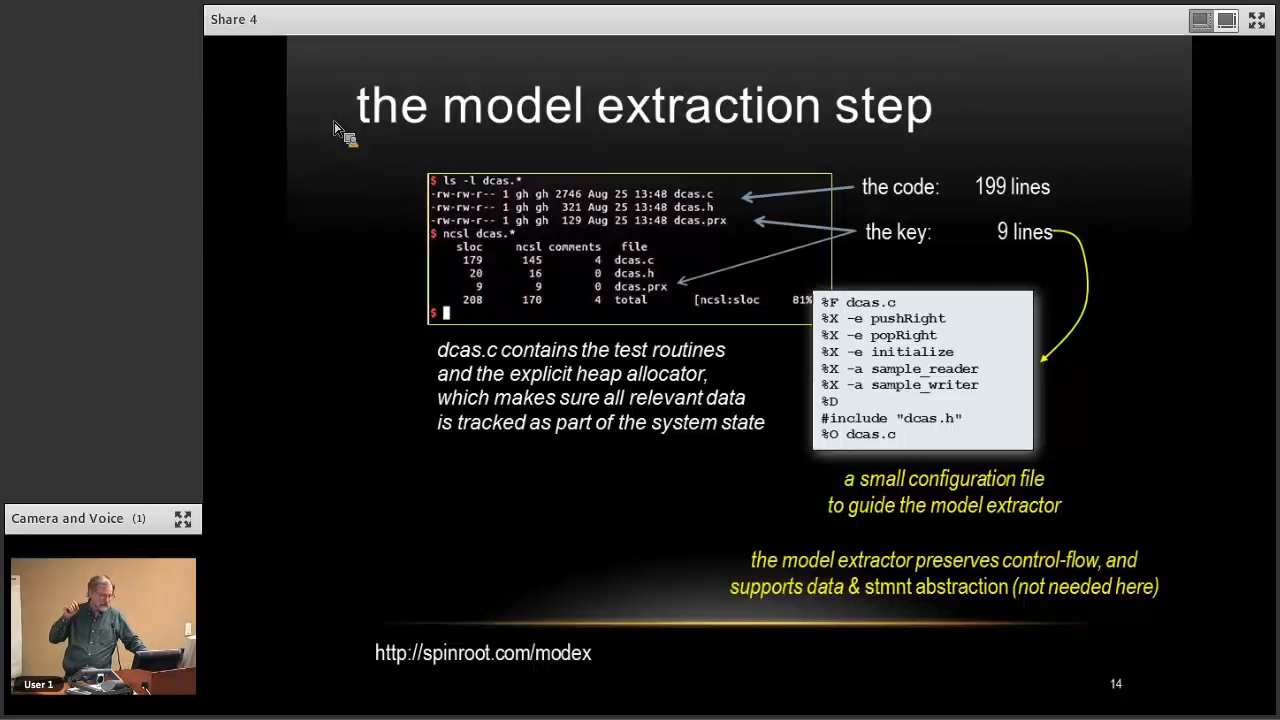 Share 4
the model extraction step
$ ls -l dcas.*
-rw-rw-r-- 1 gh gh 2746 Aug 25 13:48 dcas.c
-rw-rw-r-- 1 gh gh 321 Aug 25 13:48 dcas.h
-rw-rw-r-- 1 gh gh 129 Aug 25 13:48 dcas.prx
$ ncsl dcas.*
sloc ncsl comments file
179 145 4 dcas.c
20 16 0 dcas.h
9 9 0 dcas.prx
208 170 4 total [ncsl:sloc 81%
$
the code: 199 lines
the key: 9 lines
%F dcas.c
%X -e pushRight
%X -e popRight
%X -e initialize
%X -a sample_reader
%X -a sample_writer
%D
#include "dcas.h"
%O dcas.c
dcas.c contains the test routines
and the explicit heap allocator,
which makes sure all relevant data
is tracked as part of the system state
a small configuration file
to guide the model extractor
the model extractor preserves control-flow, and
supports data & stmnt abstraction (not needed here)
http://spinroot.com/modex
14
Camera and Voice (1)
User 1